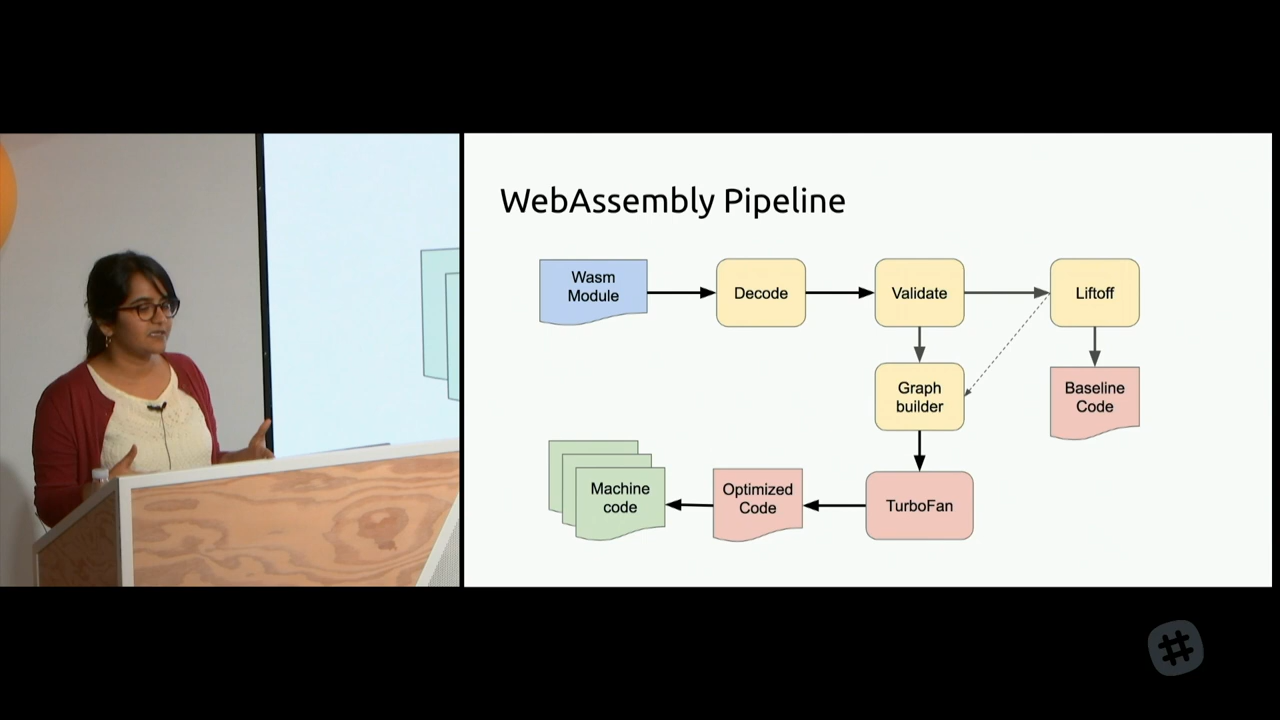 WebAssembly Pipeline
Wasm
Module
Decode
Validate
Liftoff
Graph
builder
Baseline
Code
Machine
code
Optimized
Code
TurboFan
#